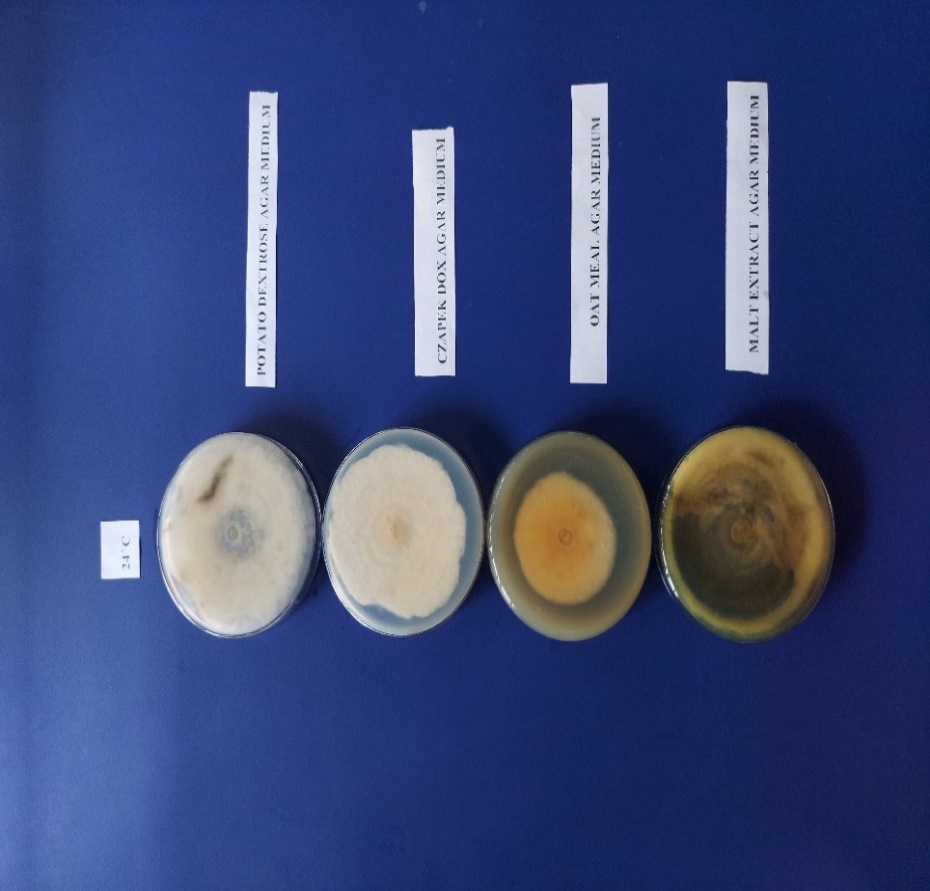 POTATO DEXTROSE AGAR MEDIUM
CZAPEK DOX AGAR MEDIUM
OAT MEAL AGAR MEDIUM
MALT EXTRACT AGAR MEDIUM
24°C